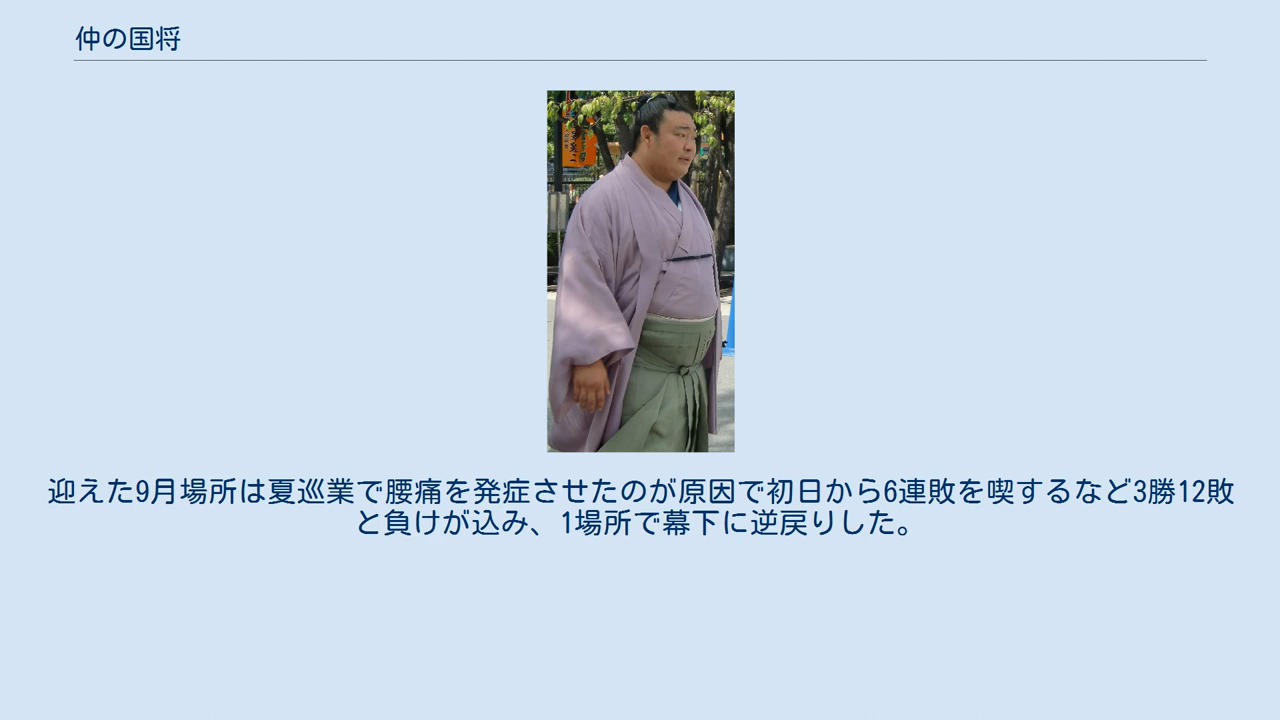 仲の国将
迎えた9月場所は夏巡業で腰痛を発症させたのが原因で初日から6連敗を喫するなど3勝12敗
と負けが込み、1場所で幕下に逆戻りした。